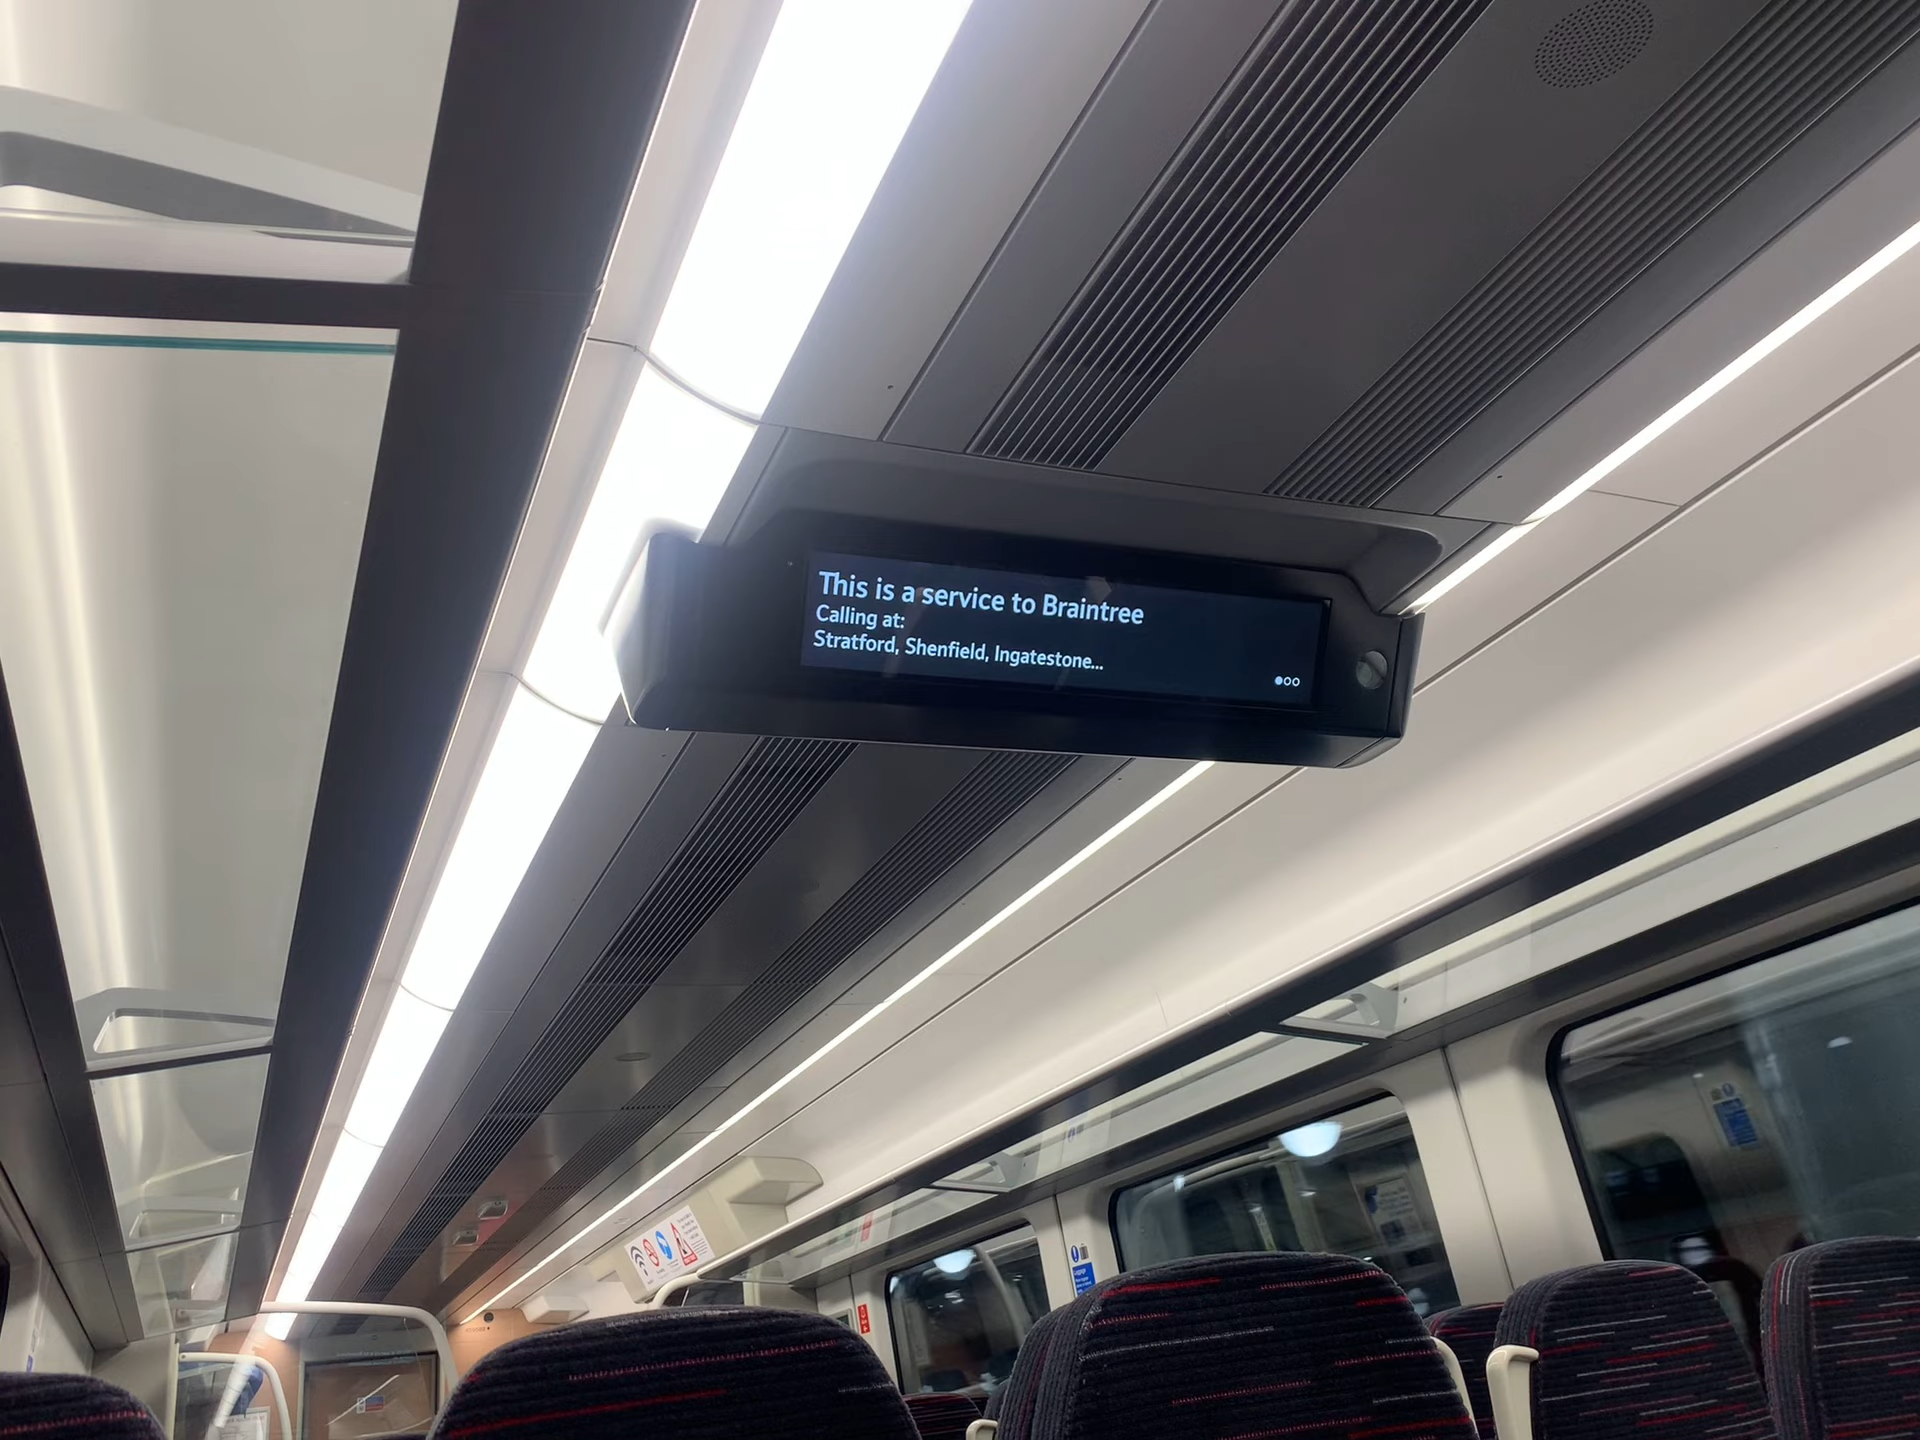 This is a service to Braintree
Calling at:
Stratford, Shenfield, Ingatestone...